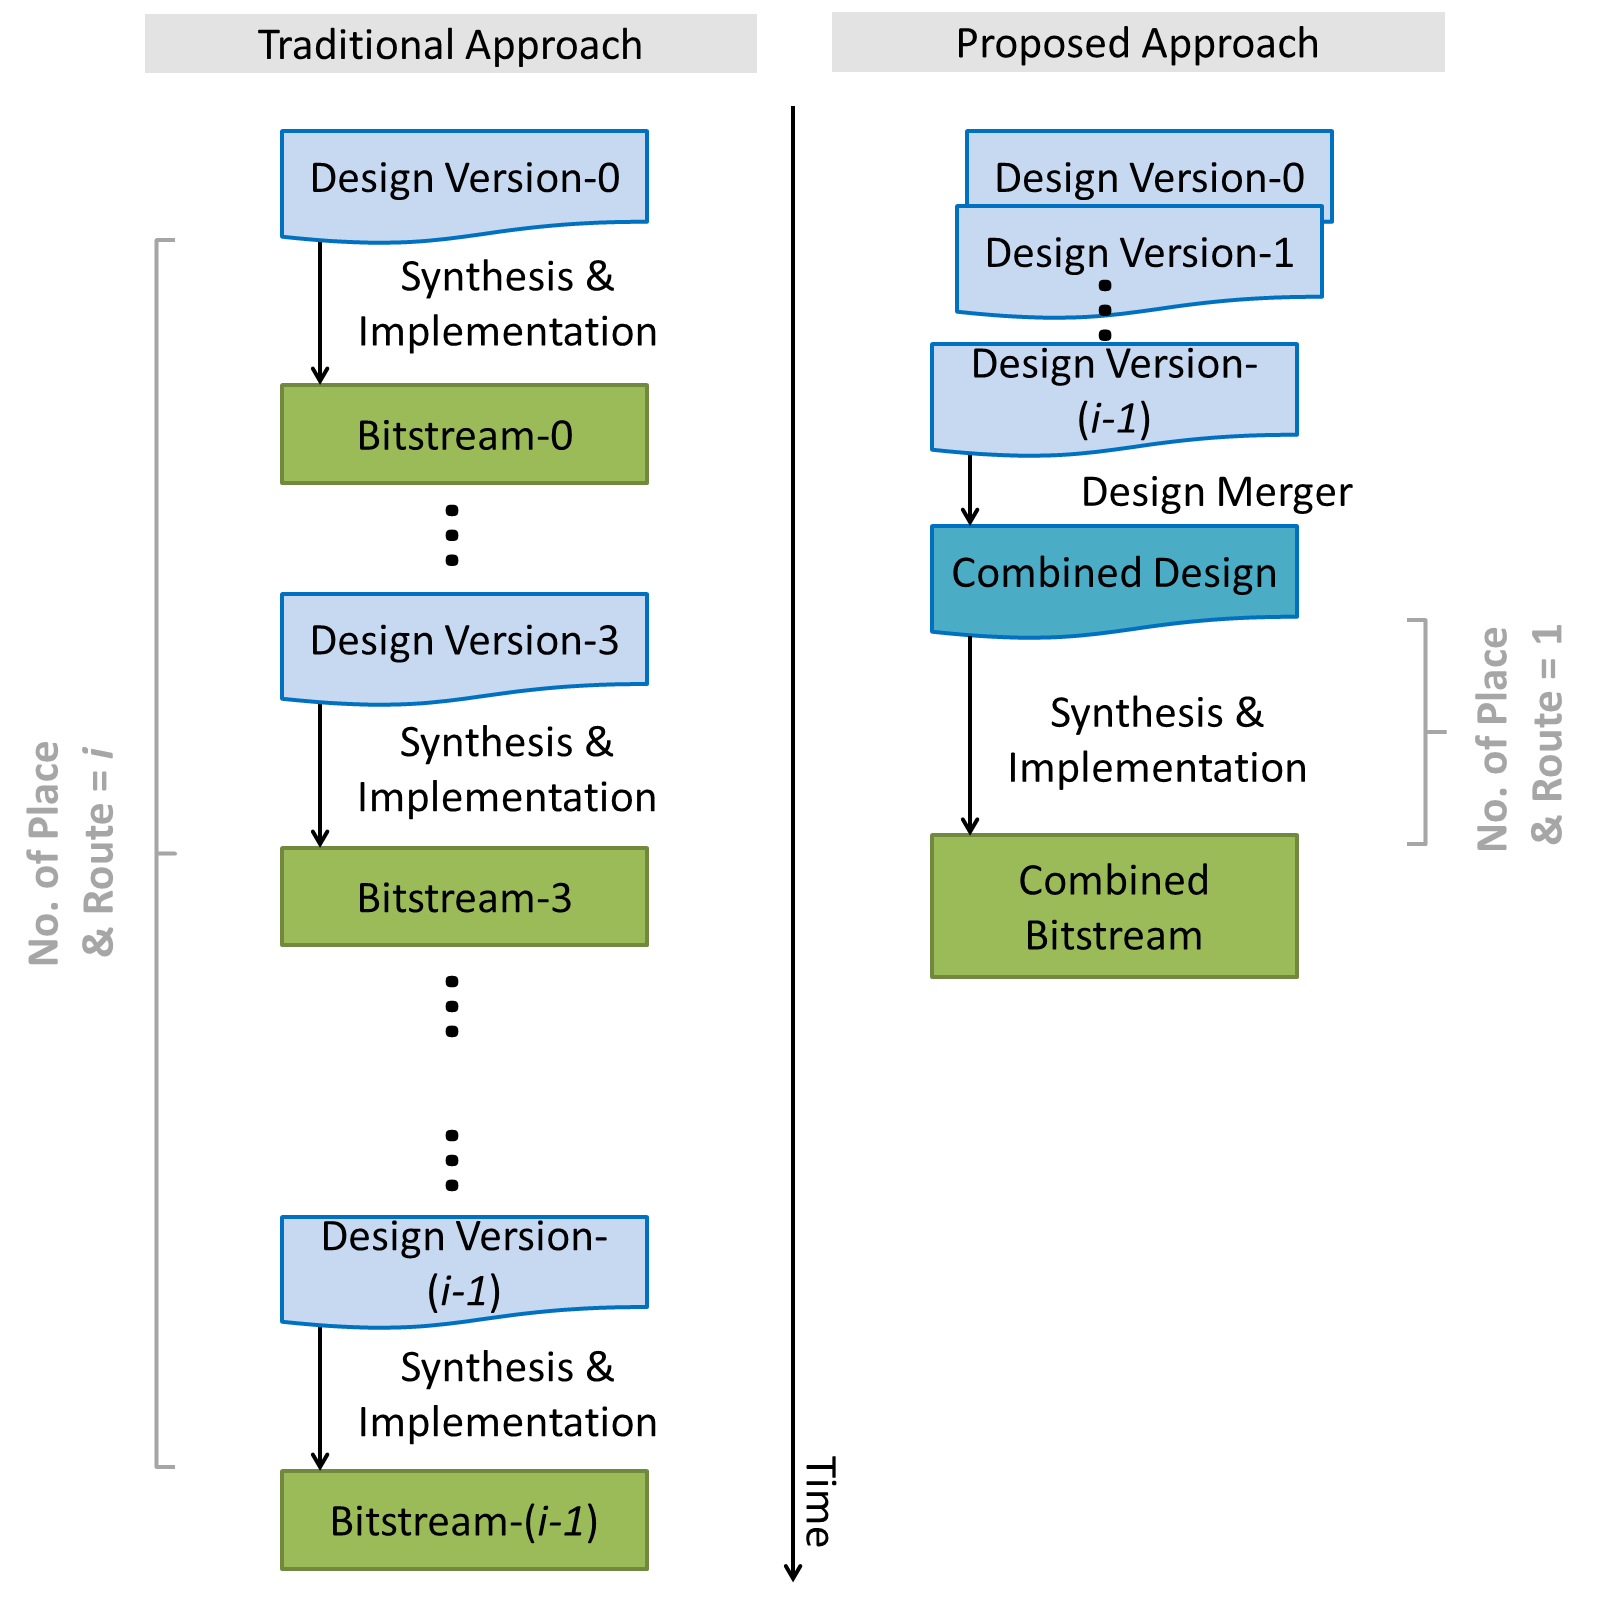 Traditional Approach
Design Version-0
Synthesis &
Implementation
Bitstream-0
Design Version-3
Synthesis &
Implementation
Bitstream-3
Design Version-
(i-1)
Synthesis &
Implementation
Bitstream-(i-1)
No. of Place
& Route = i
Time
Proposed Approach
Design Version-0
Design Version-1
Design Version-
(i-1)
Design Merger
Combined Design
Synthesis &
Implementation
Combined
Bitstream
No. of Place
& Route = 1